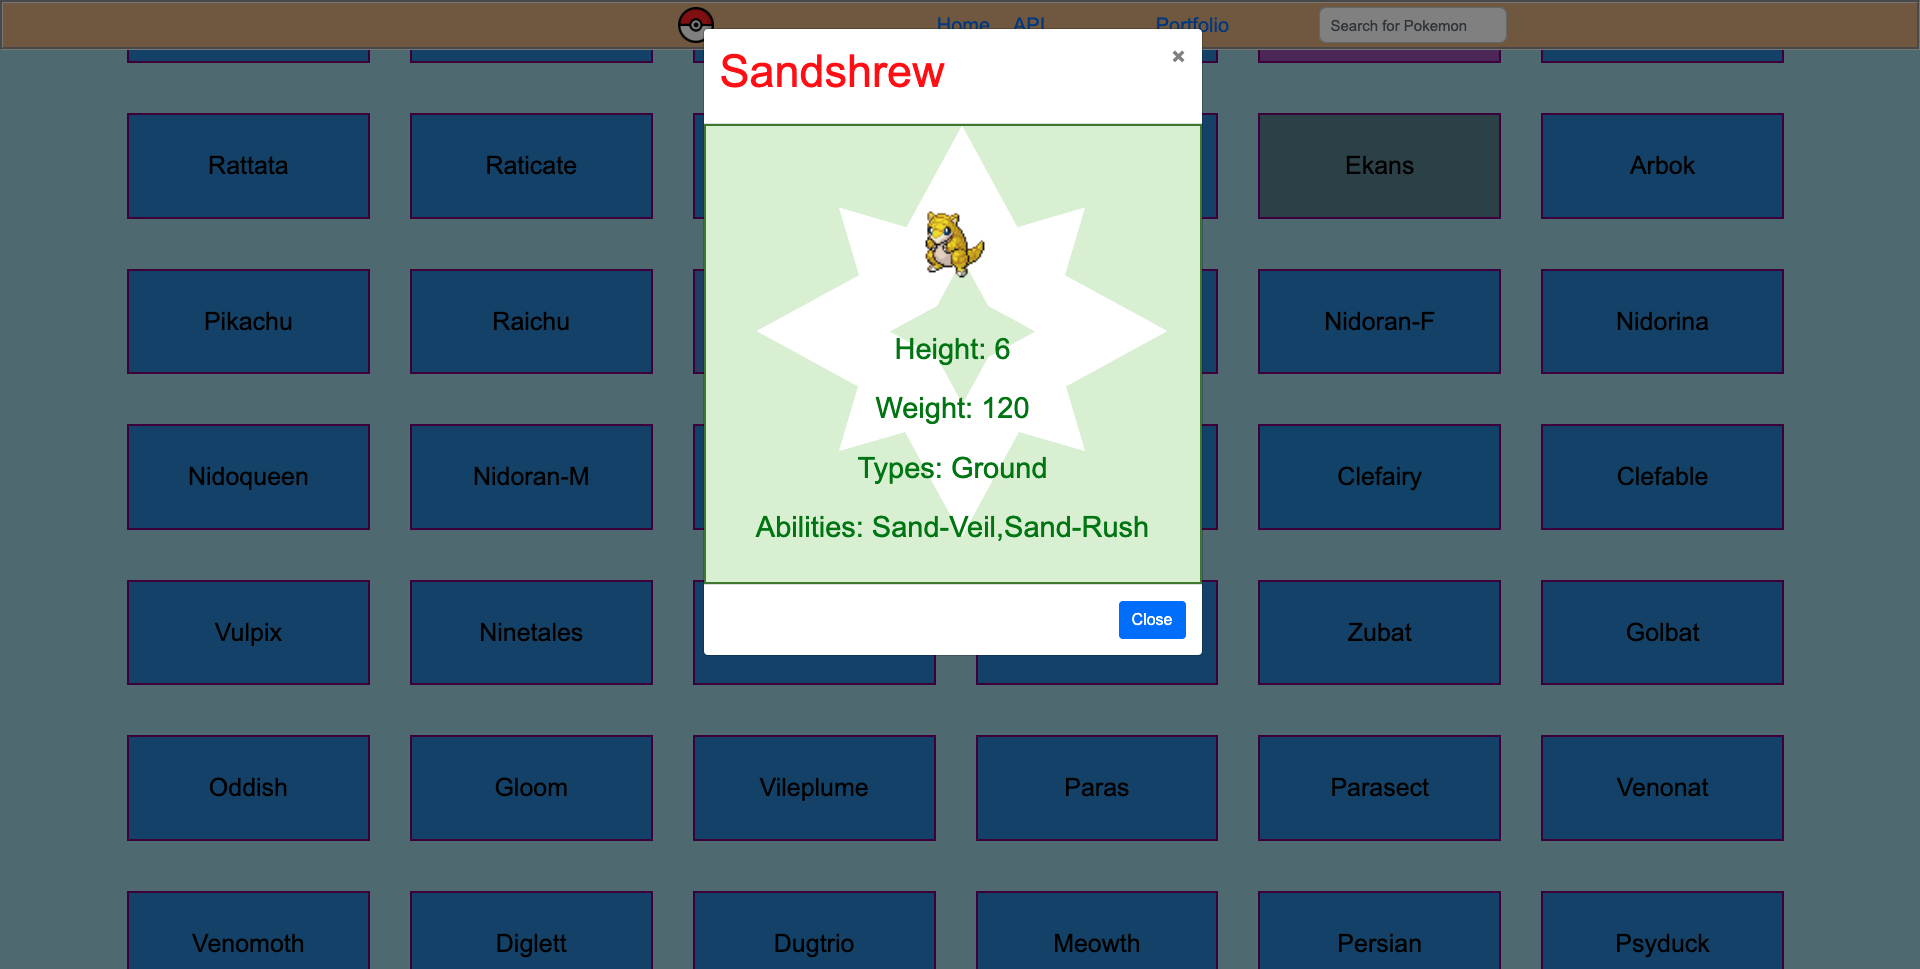 Home API Portfolio Search for Pokemon
Sandshrew ×
Rattata Raticate Ekans Arbok
Height: 6
Pikachu Raichu Nidoran-F Nidorina
Weight: 120
Types: Ground
Nidoqueen Nidoran-M Clefairy Clefable
Abilities: Sand-Veil,Sand-Rush
Close
Vulpix Ninetales Zubat Golbat
Oddish Gloom Vileplume Paras Parasect Venonat
Venomoth Diglett Dugtrio Meowth Persian Psyduck